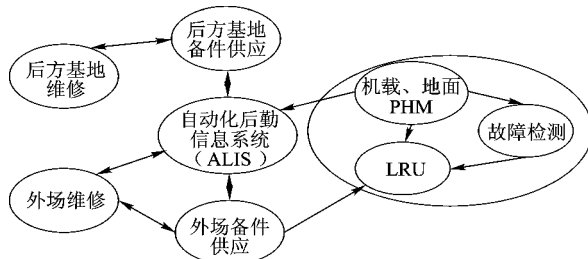 后方基地
备件供应
后方基地
维修
机载、地面
PHM
自动化后勤
信息系统
（ALIS）
故障检测
LRU
外场维修
外场备件
供应